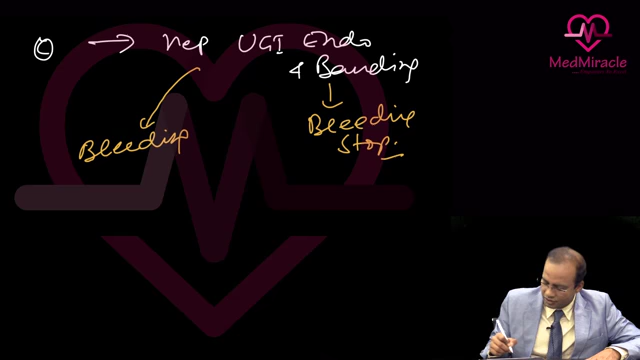 © → Rep UGI Endo
& Banding
Bleeding
Bleeding
Stop.
MedMiracle